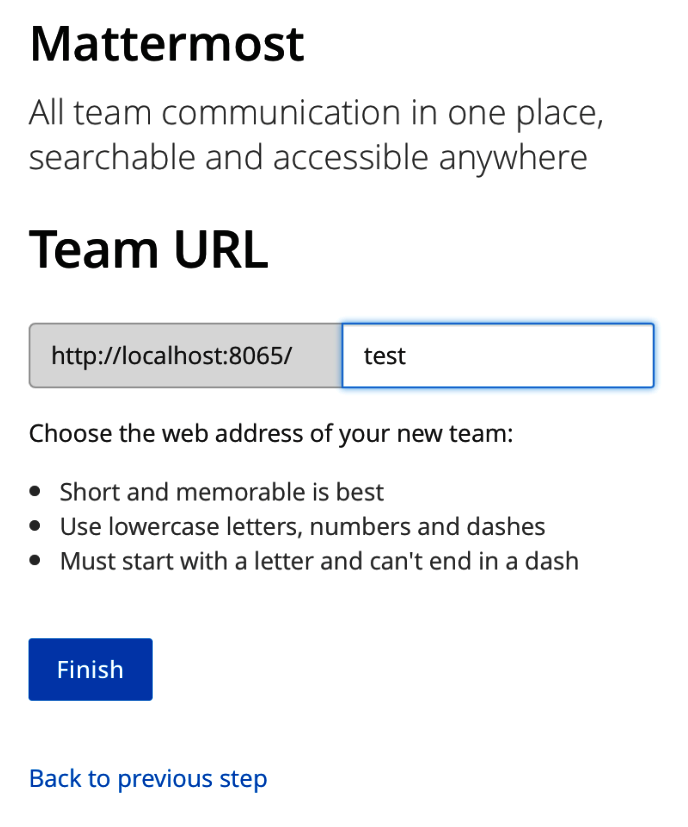 Mattermost
All team communication in one place,
searchable and accessible anywhere
Team URL
http://localhost:8065/ test
Choose the web address of your new team:
• Short and memorable is best
• Use lowercase letters, numbers and dashes
• Must start with a letter and can't end in a dash
Finish
Back to previous step